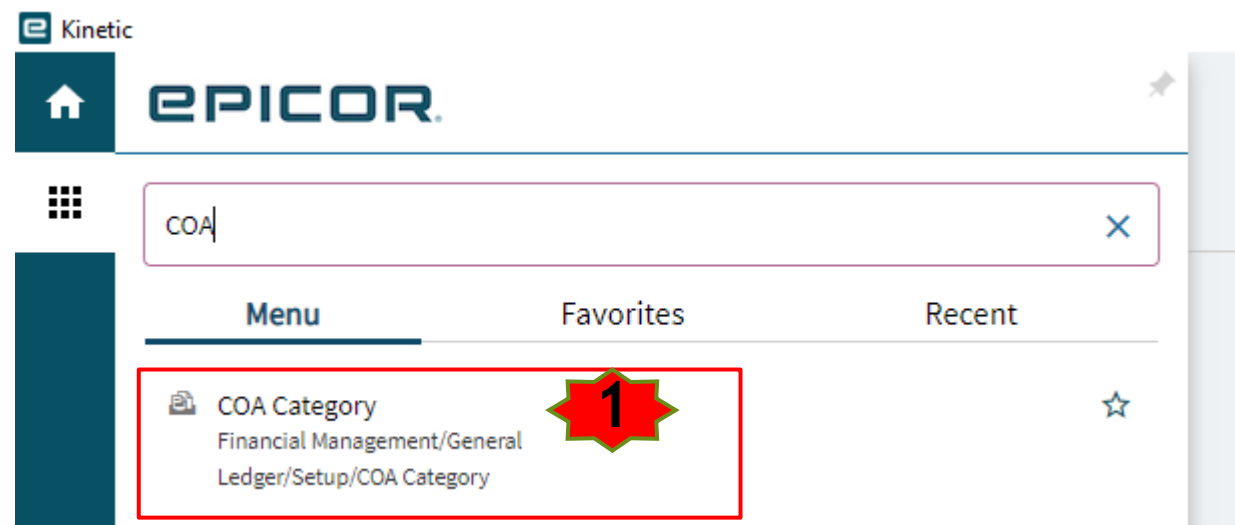 Kinetic
EPICOR.
COA
Menu Favorites Recent
COA Category
1
Financial Management/General
Ledger/Setup/COA Category